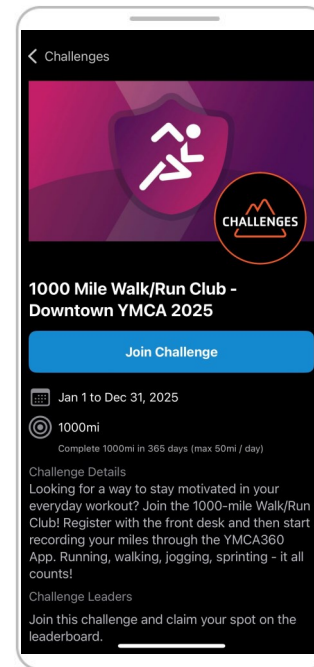 Challenges
CHALLENGES
1000 Mile Walk/Run Club -
Downtown YMCA 2025
Join Challenge
Jan 1 to Dec 31, 2025
1000mi
Complete 1000mi in 365 days (max 50mi / day)
Challenge Details
Looking for a way to stay motivated in your
everyday workout? Join the 1000-mile Walk/Run
Club! Register with the front desk and then start
recording your miles through the YMCA360
App. Running, walking, jogging, sprinting - it all
counts!
Challenge Leaders
Join this challenge and claim your spot on the
leaderboard.